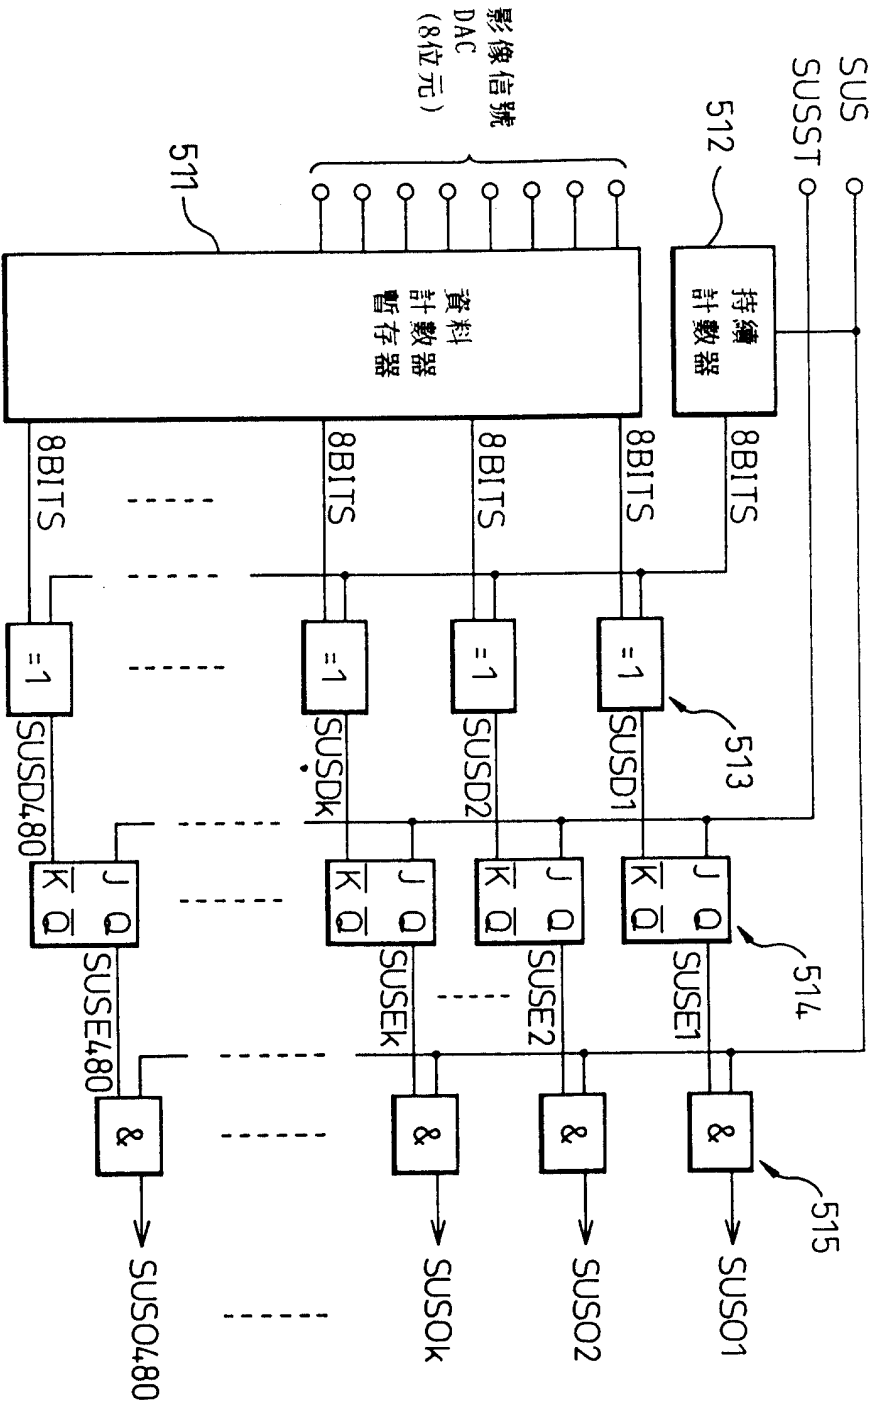 SUS
SUSST
影像信號
DAC
(8位元)
512
持續
計數器
511
資料
計數器
暫存器
8BITS
8BITS
8BITS
8BITS
8BITS
=1
=1
=1
=1
513
SUSD1
SUSD2
SUSDk
SUSD480
J Q
K̅ Q̅
J Q
K̅ Q̅
J Q
K̅ Q̅
J Q
K̅ Q̅
514
SUSE1
SUSE2
SUSEk
SUSE480
&
&
&
&
515
SUSO1
SUSO2
SUSOk
SUSO480